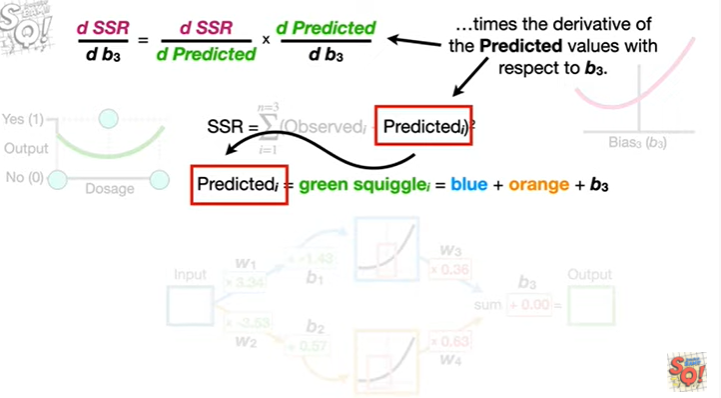 SQ!
d SSR / d b₃ = d SSR / d Predicted x d Predicted / d b₃
…times the derivative of
the Predicted values with
respect to b₃.
n=3
SSR = ∑ (Observedᵢ - Predictedᵢ)²
i=1
Yes (1)
Output
No (0)
Dosage
Bias₃ (b₃)
Predictedᵢ = green squiggleᵢ = blue + orange + b₃
Input
W₁
x 3.34
+ -1.43
b₁
W₃
x 0.36
b₃
Output
sum + 0.00 =
x -3.53
W₂
b₂
+ 0.57
x 0.63
W₄
SQ!